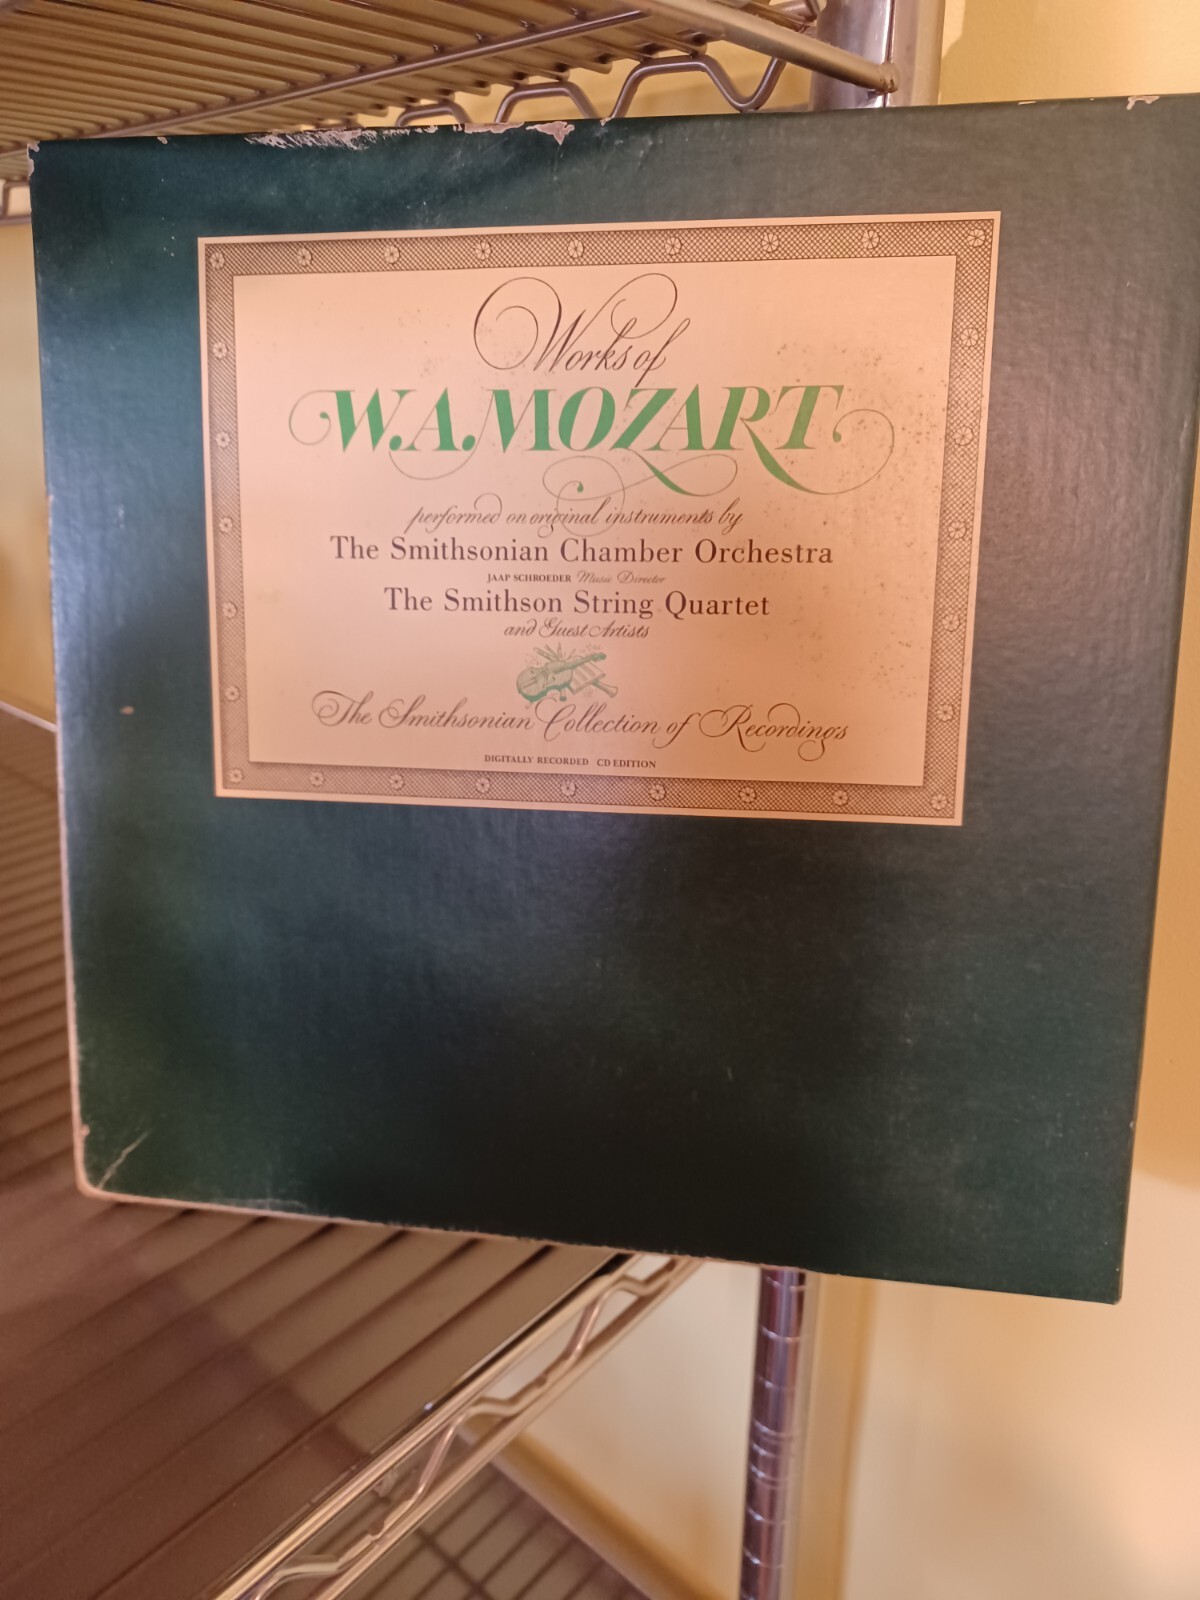 Works of
W.A. MOZART
performed on original instruments by
The Smithsonian Chamber Orchestra
JAAP SCHROEDER Music Director
The Smithson String Quartet
and Guest Artists
The Smithsonian Collection of Recordings
DIGITALLY RECORDED CD EDITION